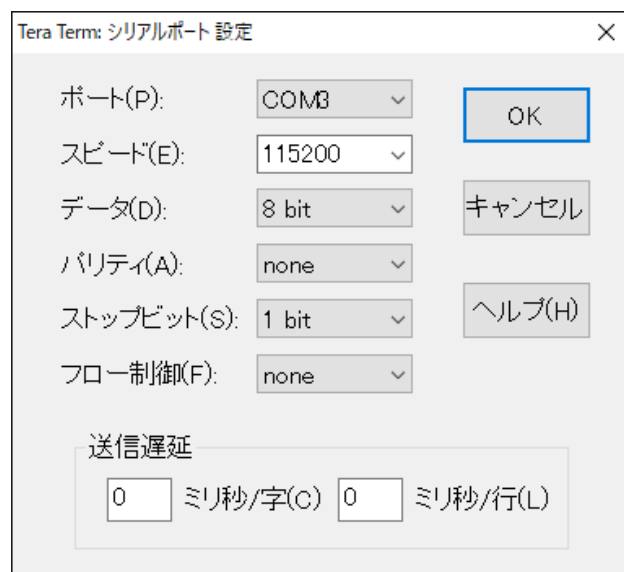 Tera Term: シリアルポート 設定
ポート(P): COM3
OK
スピード(E): 115200
データ(D): 8 bit
キャンセル
パリティ(A): none
ストップビット(S): 1 bit
ヘルプ(H)
フロー制御(F): none
送信遅延
0 ミリ秒/字(C) 0 ミリ秒/行(L)